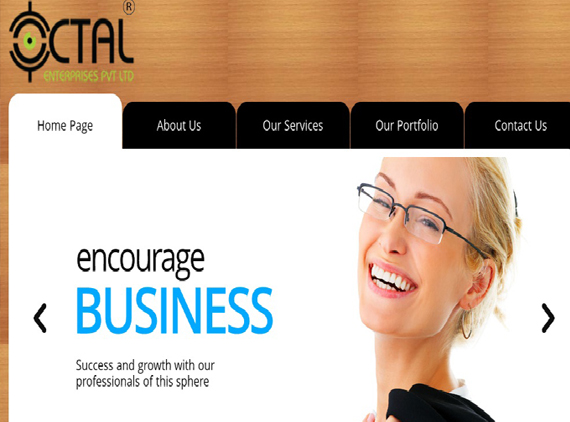 OCTAL ®
ENTERPRISES PVT LTD
Home Page
About Us
Our Services
Our Portfolio
Contact Us
encourage
BUSINESS
Success and growth with our
professionals of this sphere